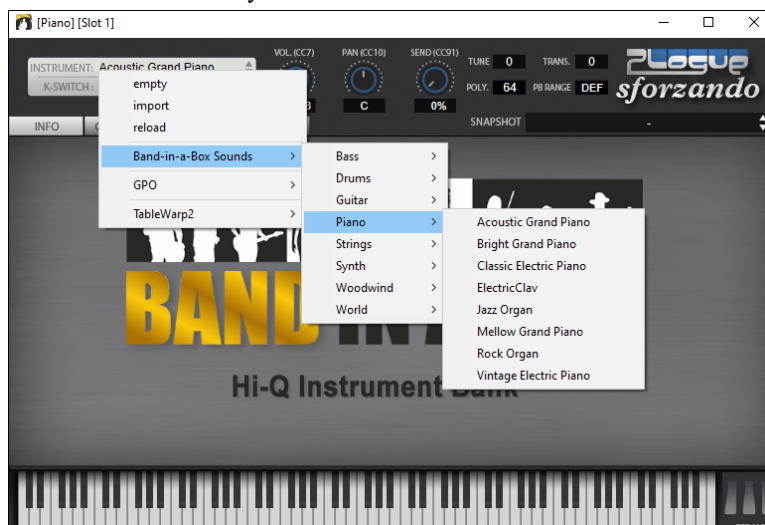 [Piano] [Slot 1]
INSTRUMENT: Acoustic Grand Piano
K-SWITCH:
VOL. (CC7)
PAN (CC10)
C
SEND (CC91)
0%
TUNE 0 TRANS. 0
POLY. 64 PB RANGE DEF
PLOGUE
sforzando
INFO
SNAPSHOT -
empty
import
reload
Band-in-a-Box Sounds
GPO
TableWarp2
Bass
Drums
Guitar
Piano
Strings
Synth
Woodwind
World
Acoustic Grand Piano
Bright Grand Piano
Classic Electric Piano
ElectricClav
Jazz Organ
Mellow Grand Piano
Rock Organ
Vintage Electric Piano
BAND IN A
Hi-Q Instrument Bank